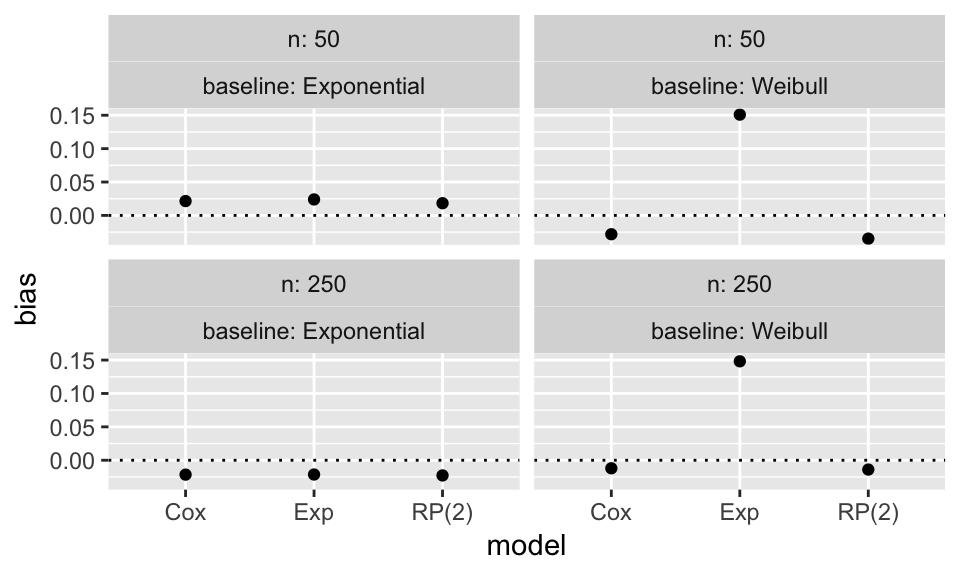 n: 50
n: 50
baseline: Exponential
baseline: Weibull
0.15
0.10
0.05
0.00
n: 250
n: 250
baseline: Exponential
baseline: Weibull
0.15
0.10
0.05
0.00
bias
Cox Exp RP(2) Cox Exp RP(2)
model